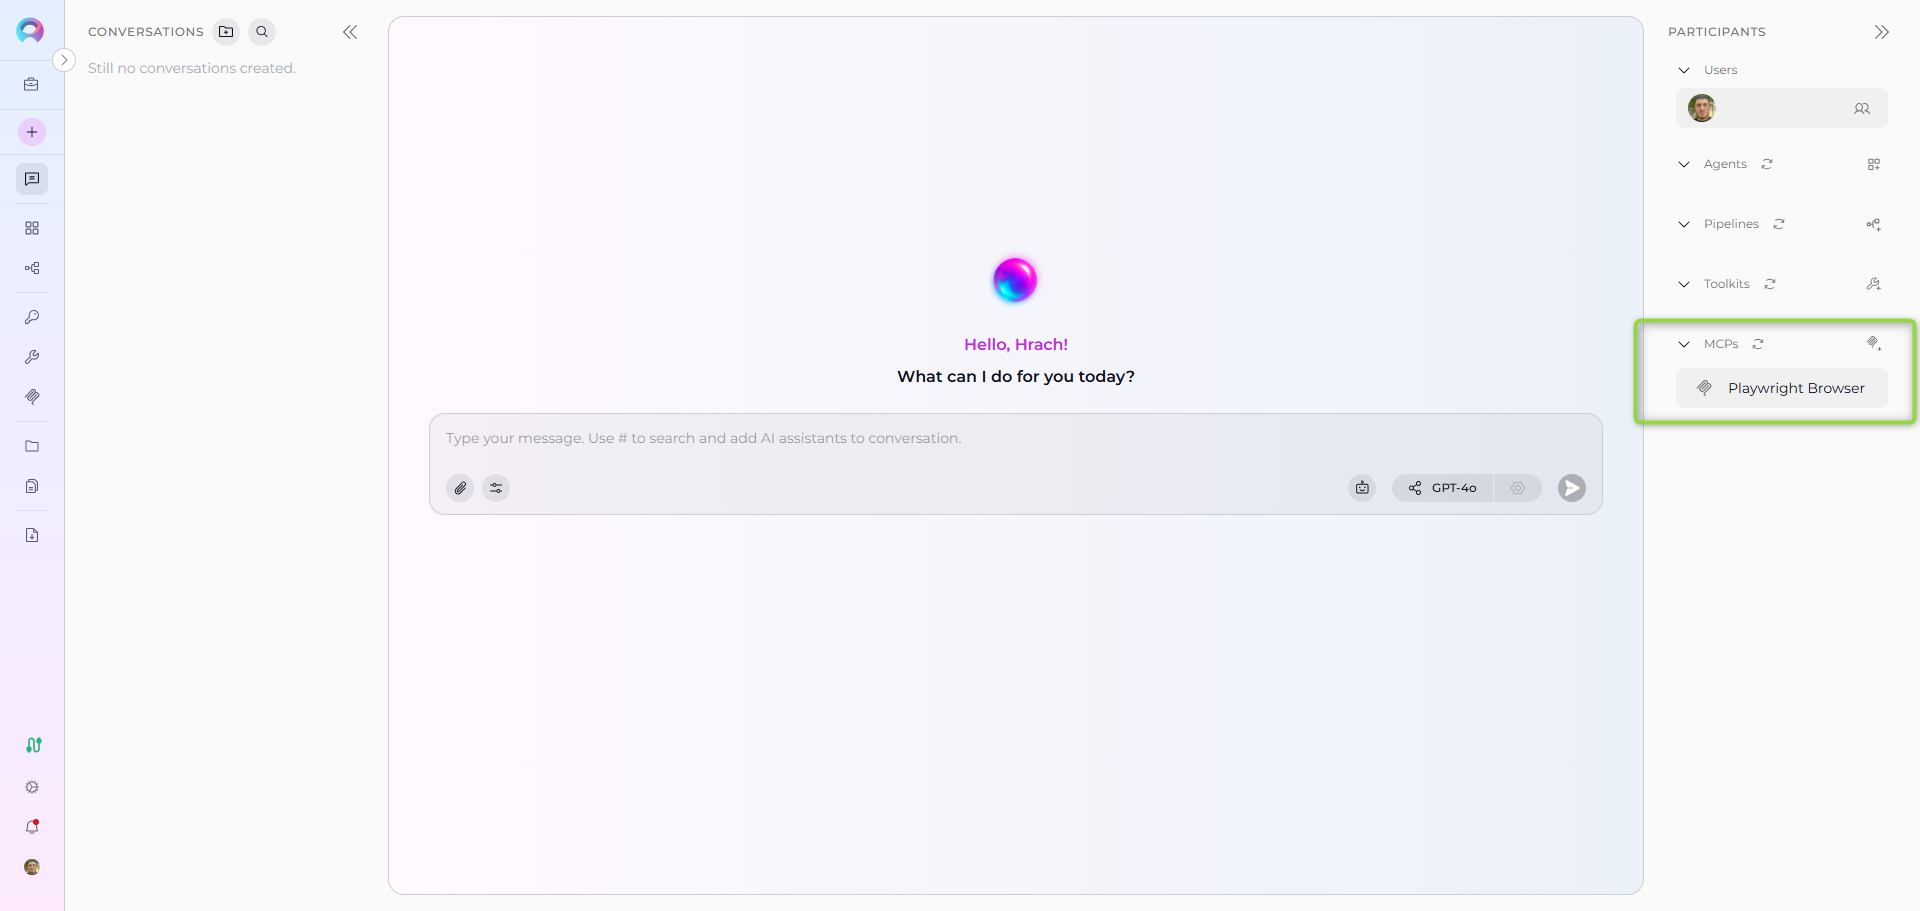 CONVERSATIONS
Still no conversations created.
Hello, Hrach!
What can I do for you today?
Type your message. Use # to search and add AI assistants to conversation.
GPT-4o
PARTICIPANTS
Users
Agents
Pipelines
Toolkits
MCPs
Playwright Browser